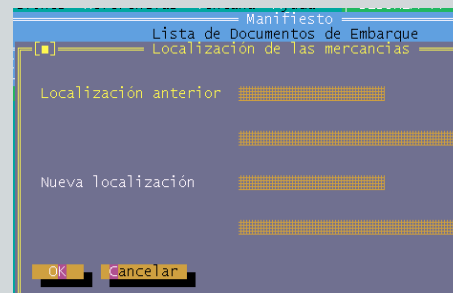 Manifiesto
Lista de Documentos de Embarque
Localización de las mercancias
Localización anterior
Nueva localización
OK Cancelar